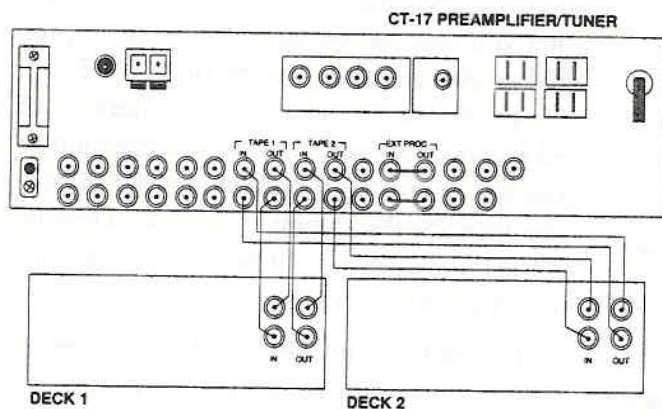 CT-17 PREAMPLIFIER/TUNER
TAPE 1 TAPE 2 EXT PROC
IN OUT IN OUT IN OUT
IN OUT IN OUT
DECK 1 DECK 2